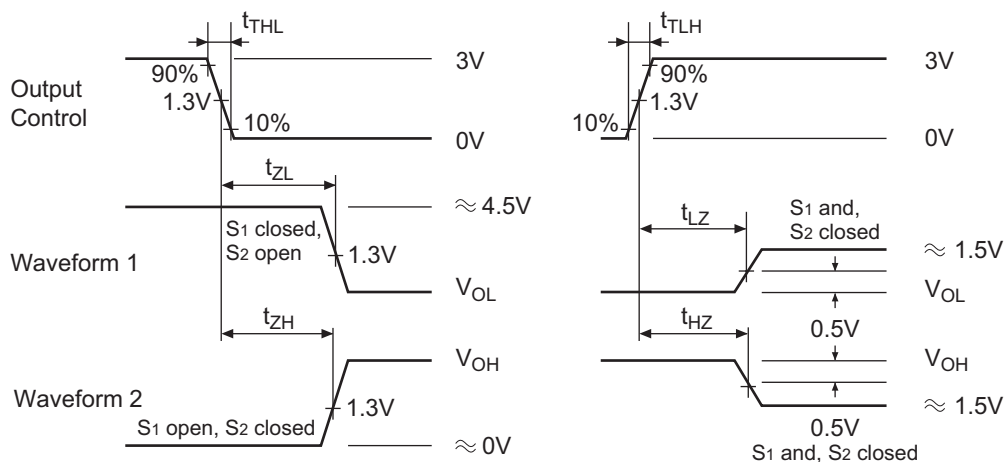 tTHL
tTLH
3V
3V
90%
90%
Output
Control
1.3V
1.3V
10%
10%
0V
0V
tZL
≈ 4.5V
tLZ
S1 and,
S2 closed
S1 closed,
S2 open
1.3V
≈ 1.5V
Waveform 1
VOL
VOL
0.5V
tZH
tHZ
VOH
VOH
Waveform 2
1.3V
≈ 1.5V
S1 open, S2 closed
≈ 0V
0.5V
S1 and, S2 closed